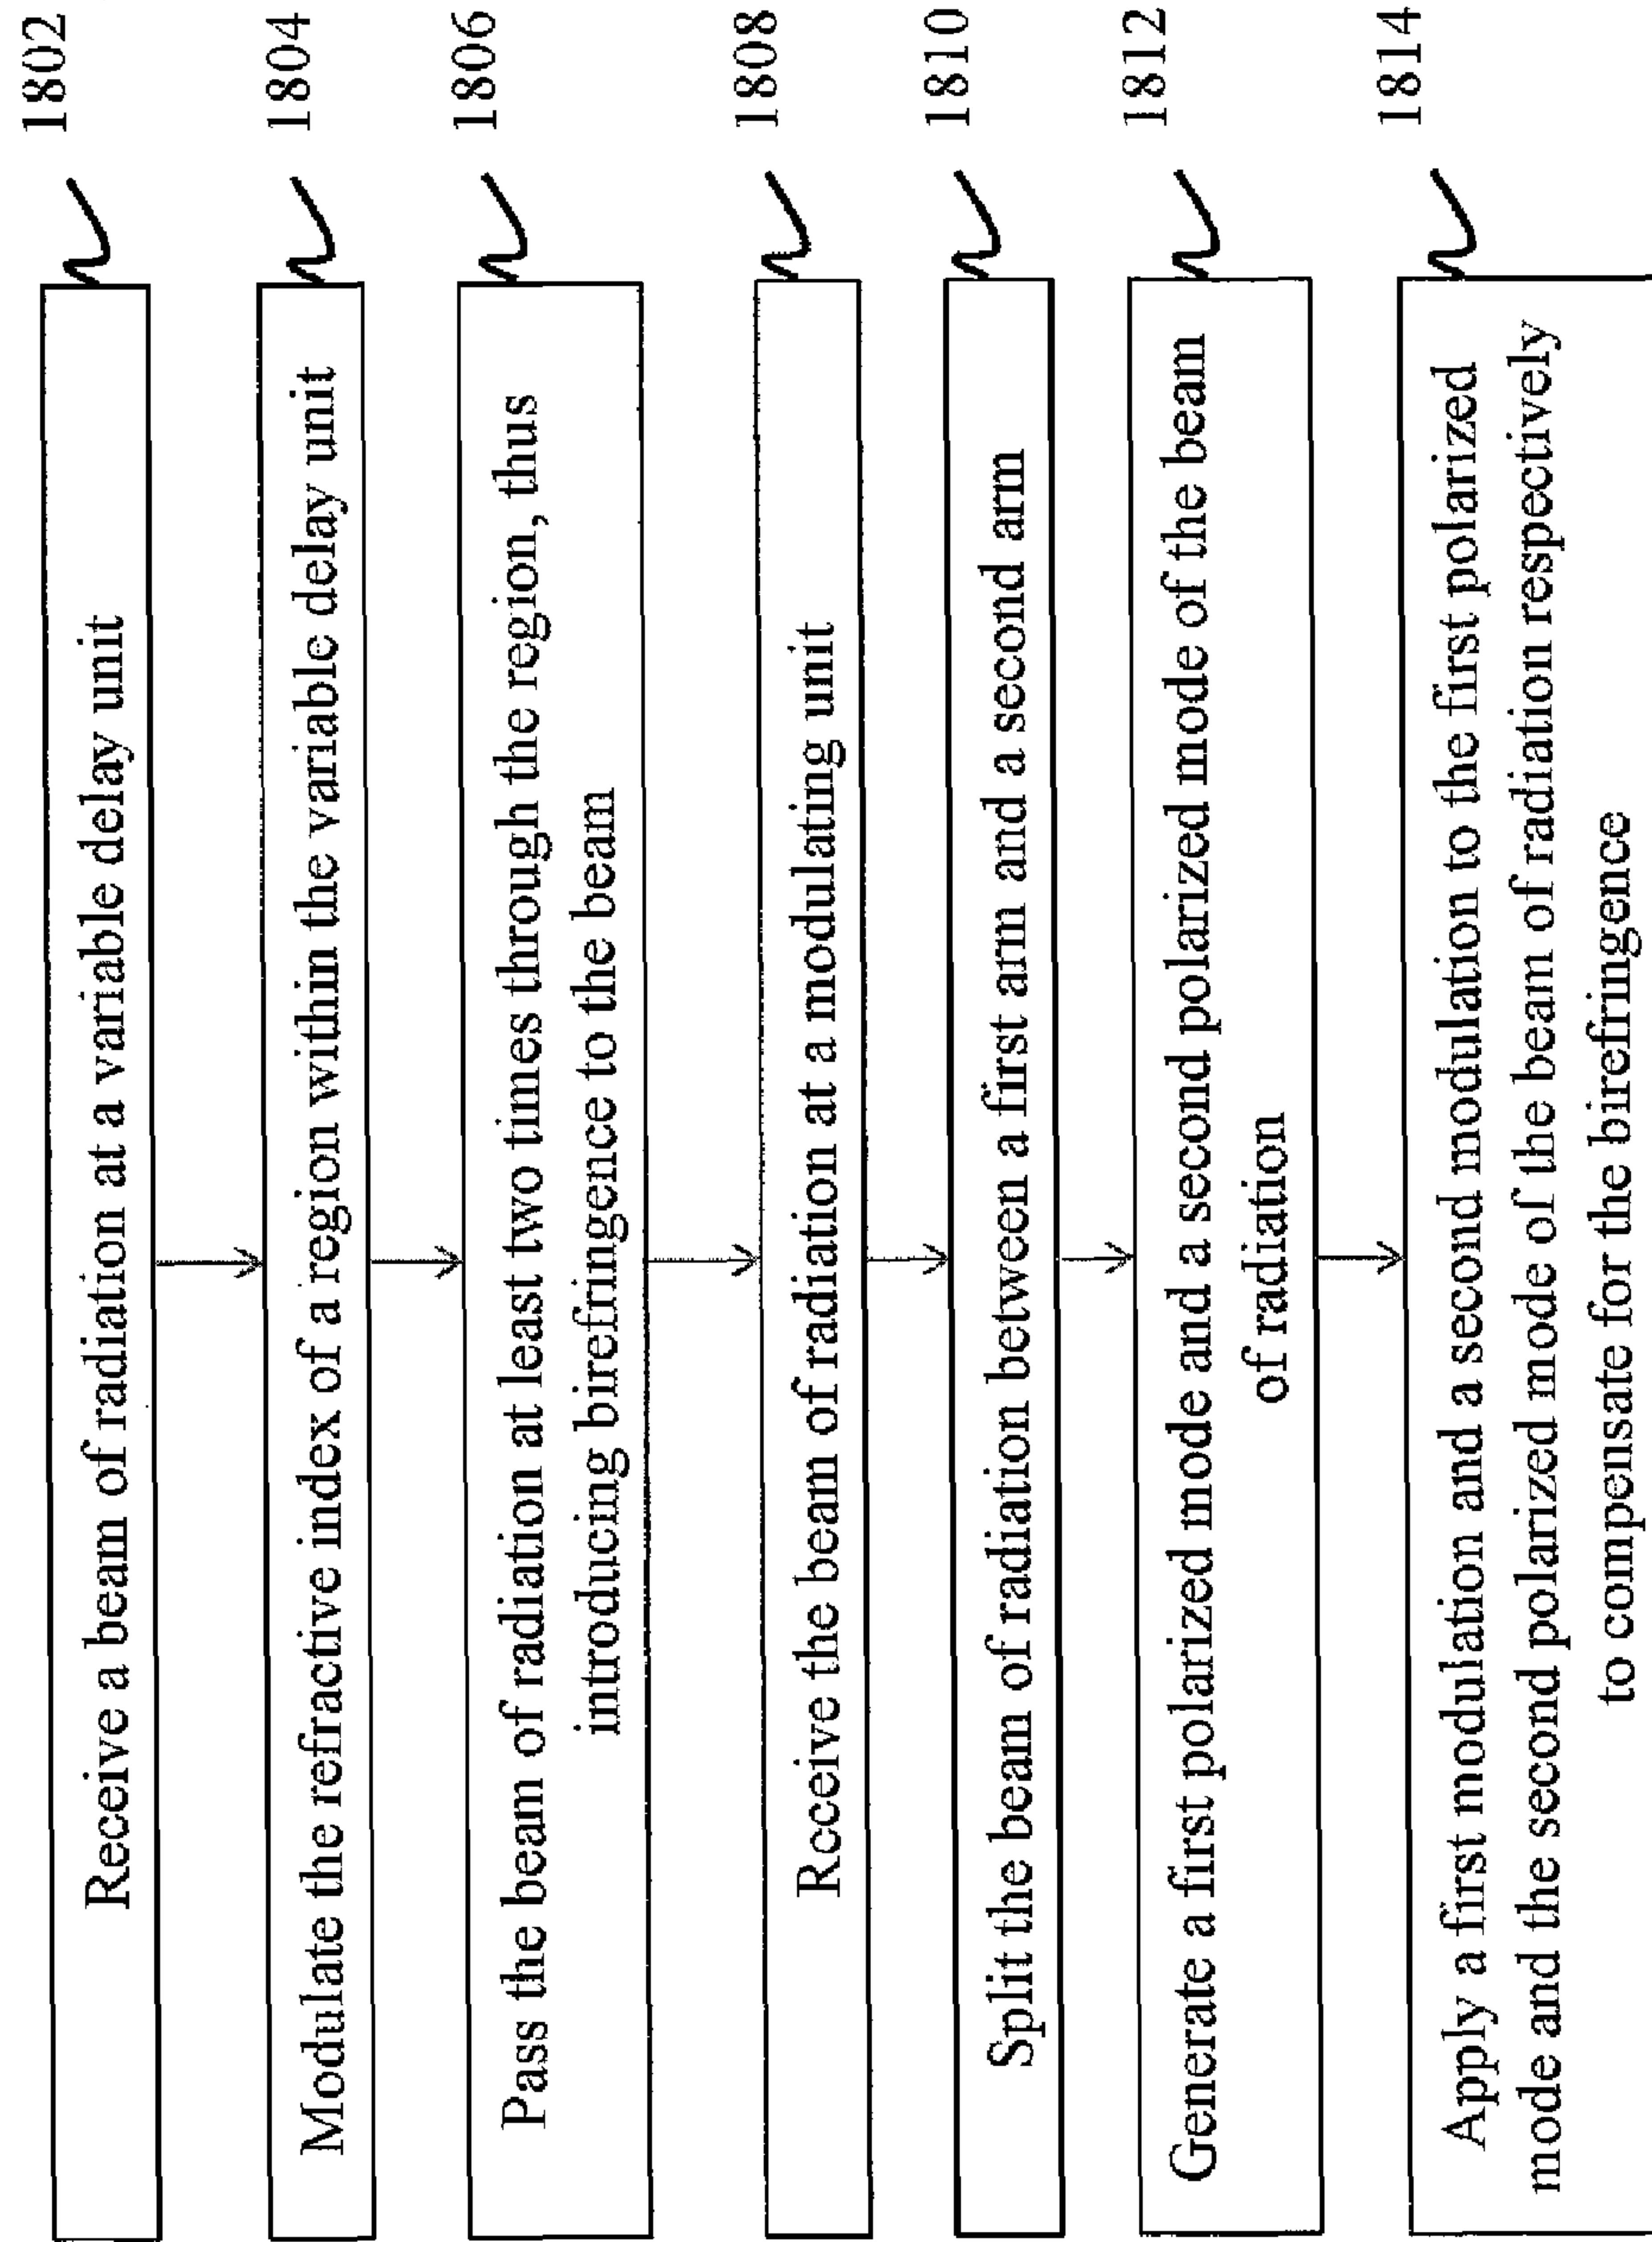 Receive a beam of radiation at a variable delay unit
1802
Modulate the refractive index of a region within the variable delay unit
1804
Pass the beam of radiation at least two times through the region, thus
introducing birefringence to the beam
1806
Receive the beam of radiation at a modulating unit
1808
Split the beam of radiation between a first arm and a second arm
1810
Generate a first polarized mode and a second polarized mode of the beam
of radiation
1812
Apply a first modulation and a second modulation to the first polarized
mode and the second polarized mode of the beam of radiation respectively
to compensate for the birefringence
1814